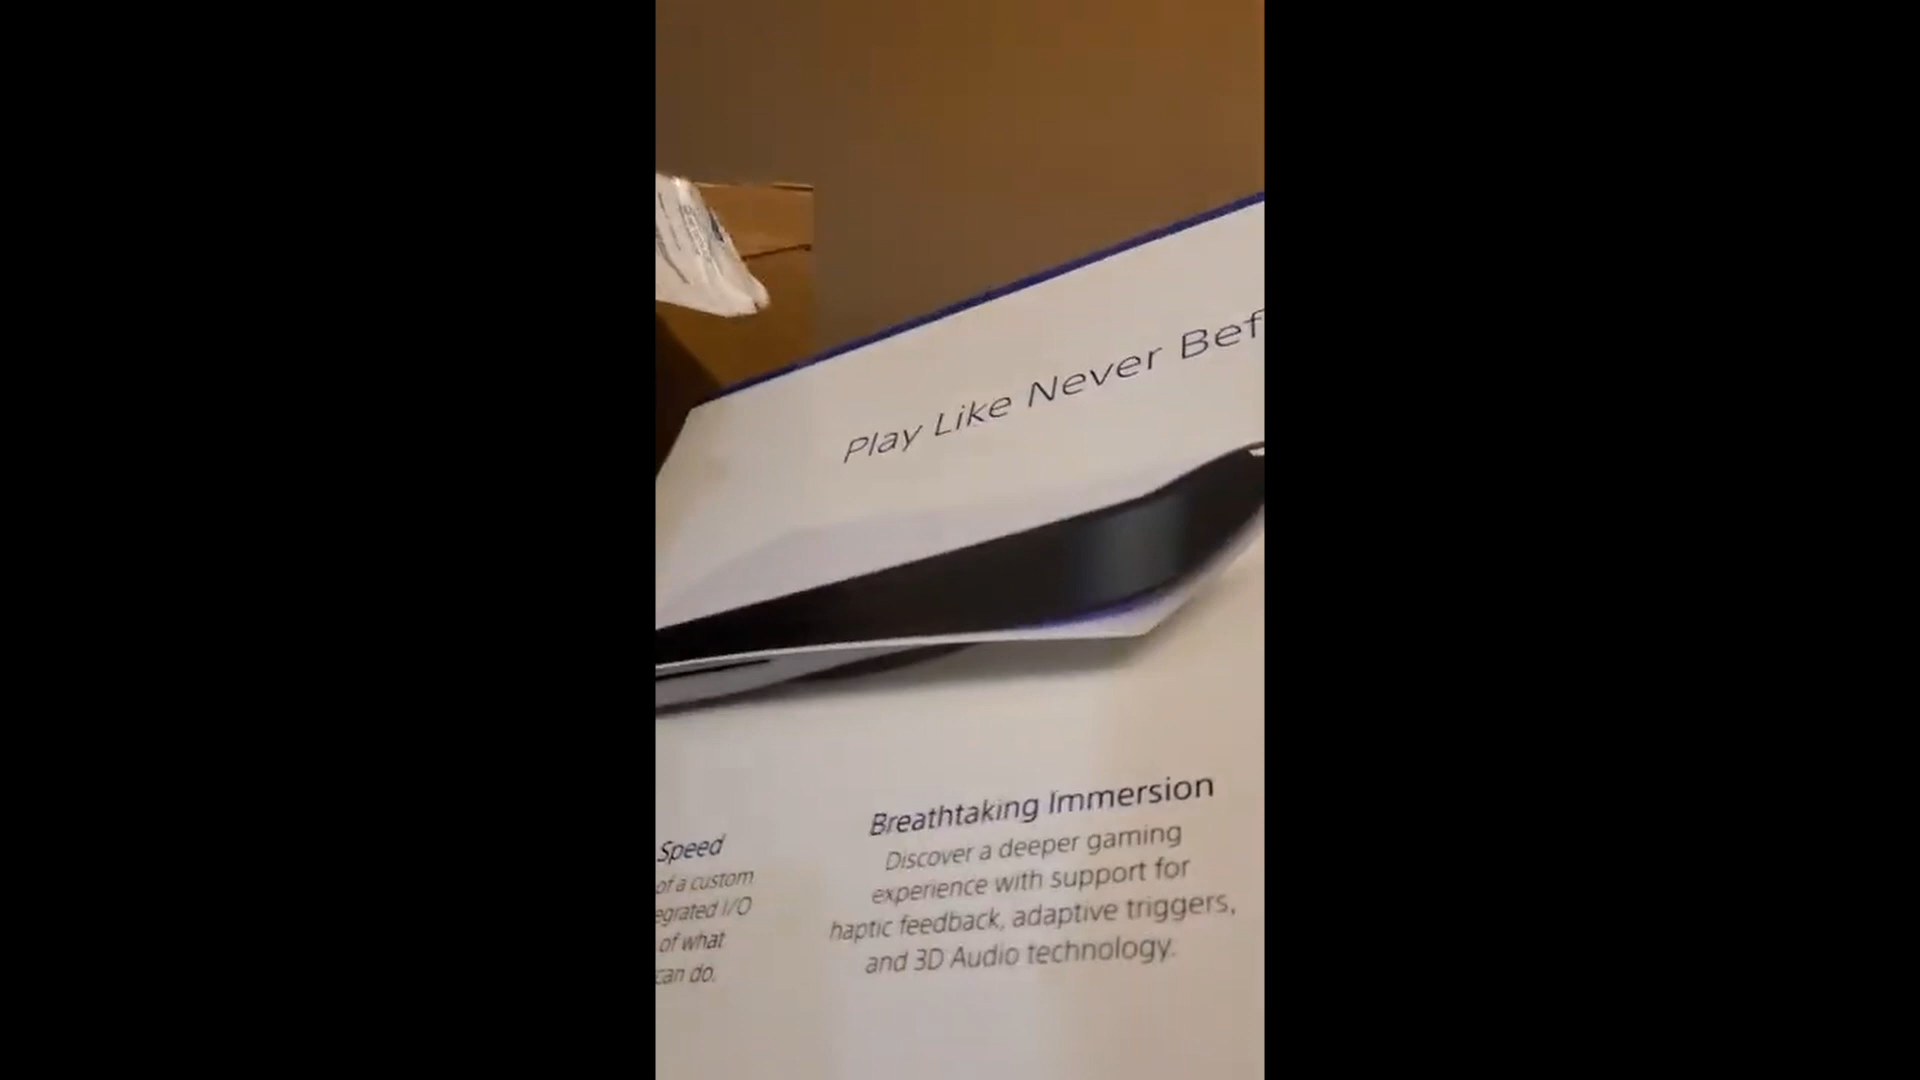 Play Like Never Bef
Speed
of a custom
egrated I/O
of what
can do.
Breathtaking Immersion
Discover a deeper gaming
experience with support for
haptic feedback, adaptive triggers,
and 3D Audio technology.